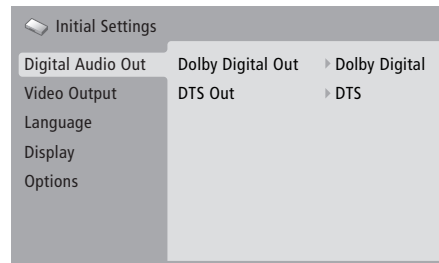 Initial Settings
Digital Audio Out Dolby Digital Out Dolby Digital
Video Output DTS Out DTS
Language
Display
Options